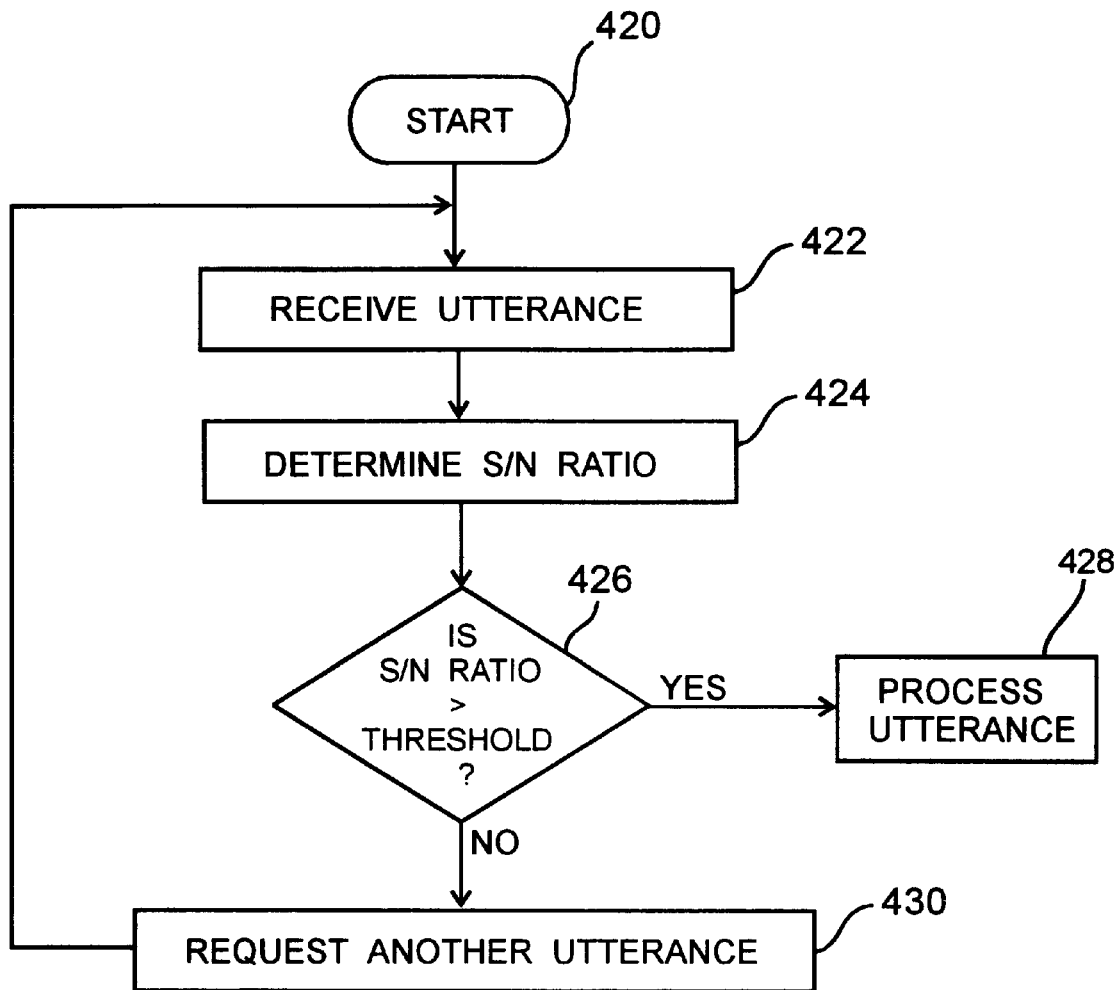 420
START
422
RECEIVE UTTERANCE
424
DETERMINE S/N RATIO
426
IS
S/N RATIO
>
THRESHOLD
?
YES
428
PROCESS
UTTERANCE
NO
430
REQUEST ANOTHER UTTERANCE